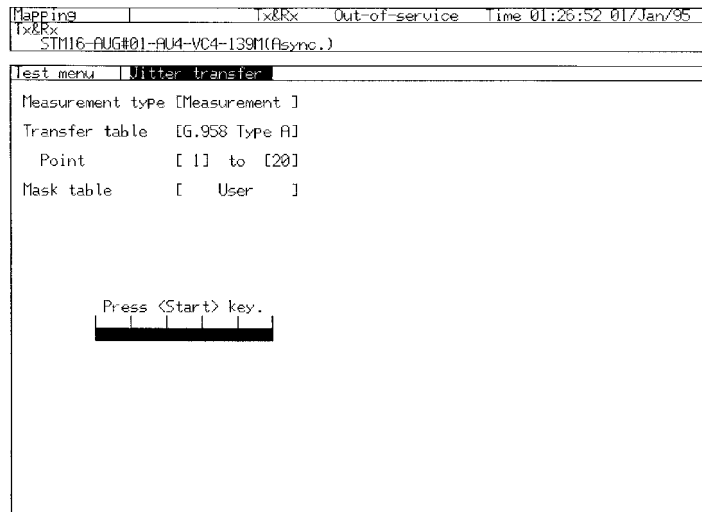 Mapping Tx&Rx Out-of-service Time 01:26:52 01/Jan/95
Tx&Rx
STM16-AUG#01-AU4-VC4-139M(Async.)
Test menu Jitter transfer
Measurement type [Measurement ]
Transfer table [G.958 Type A]
Point [ 1] to [20]
Mask table [ User ]
Press <Start> key.